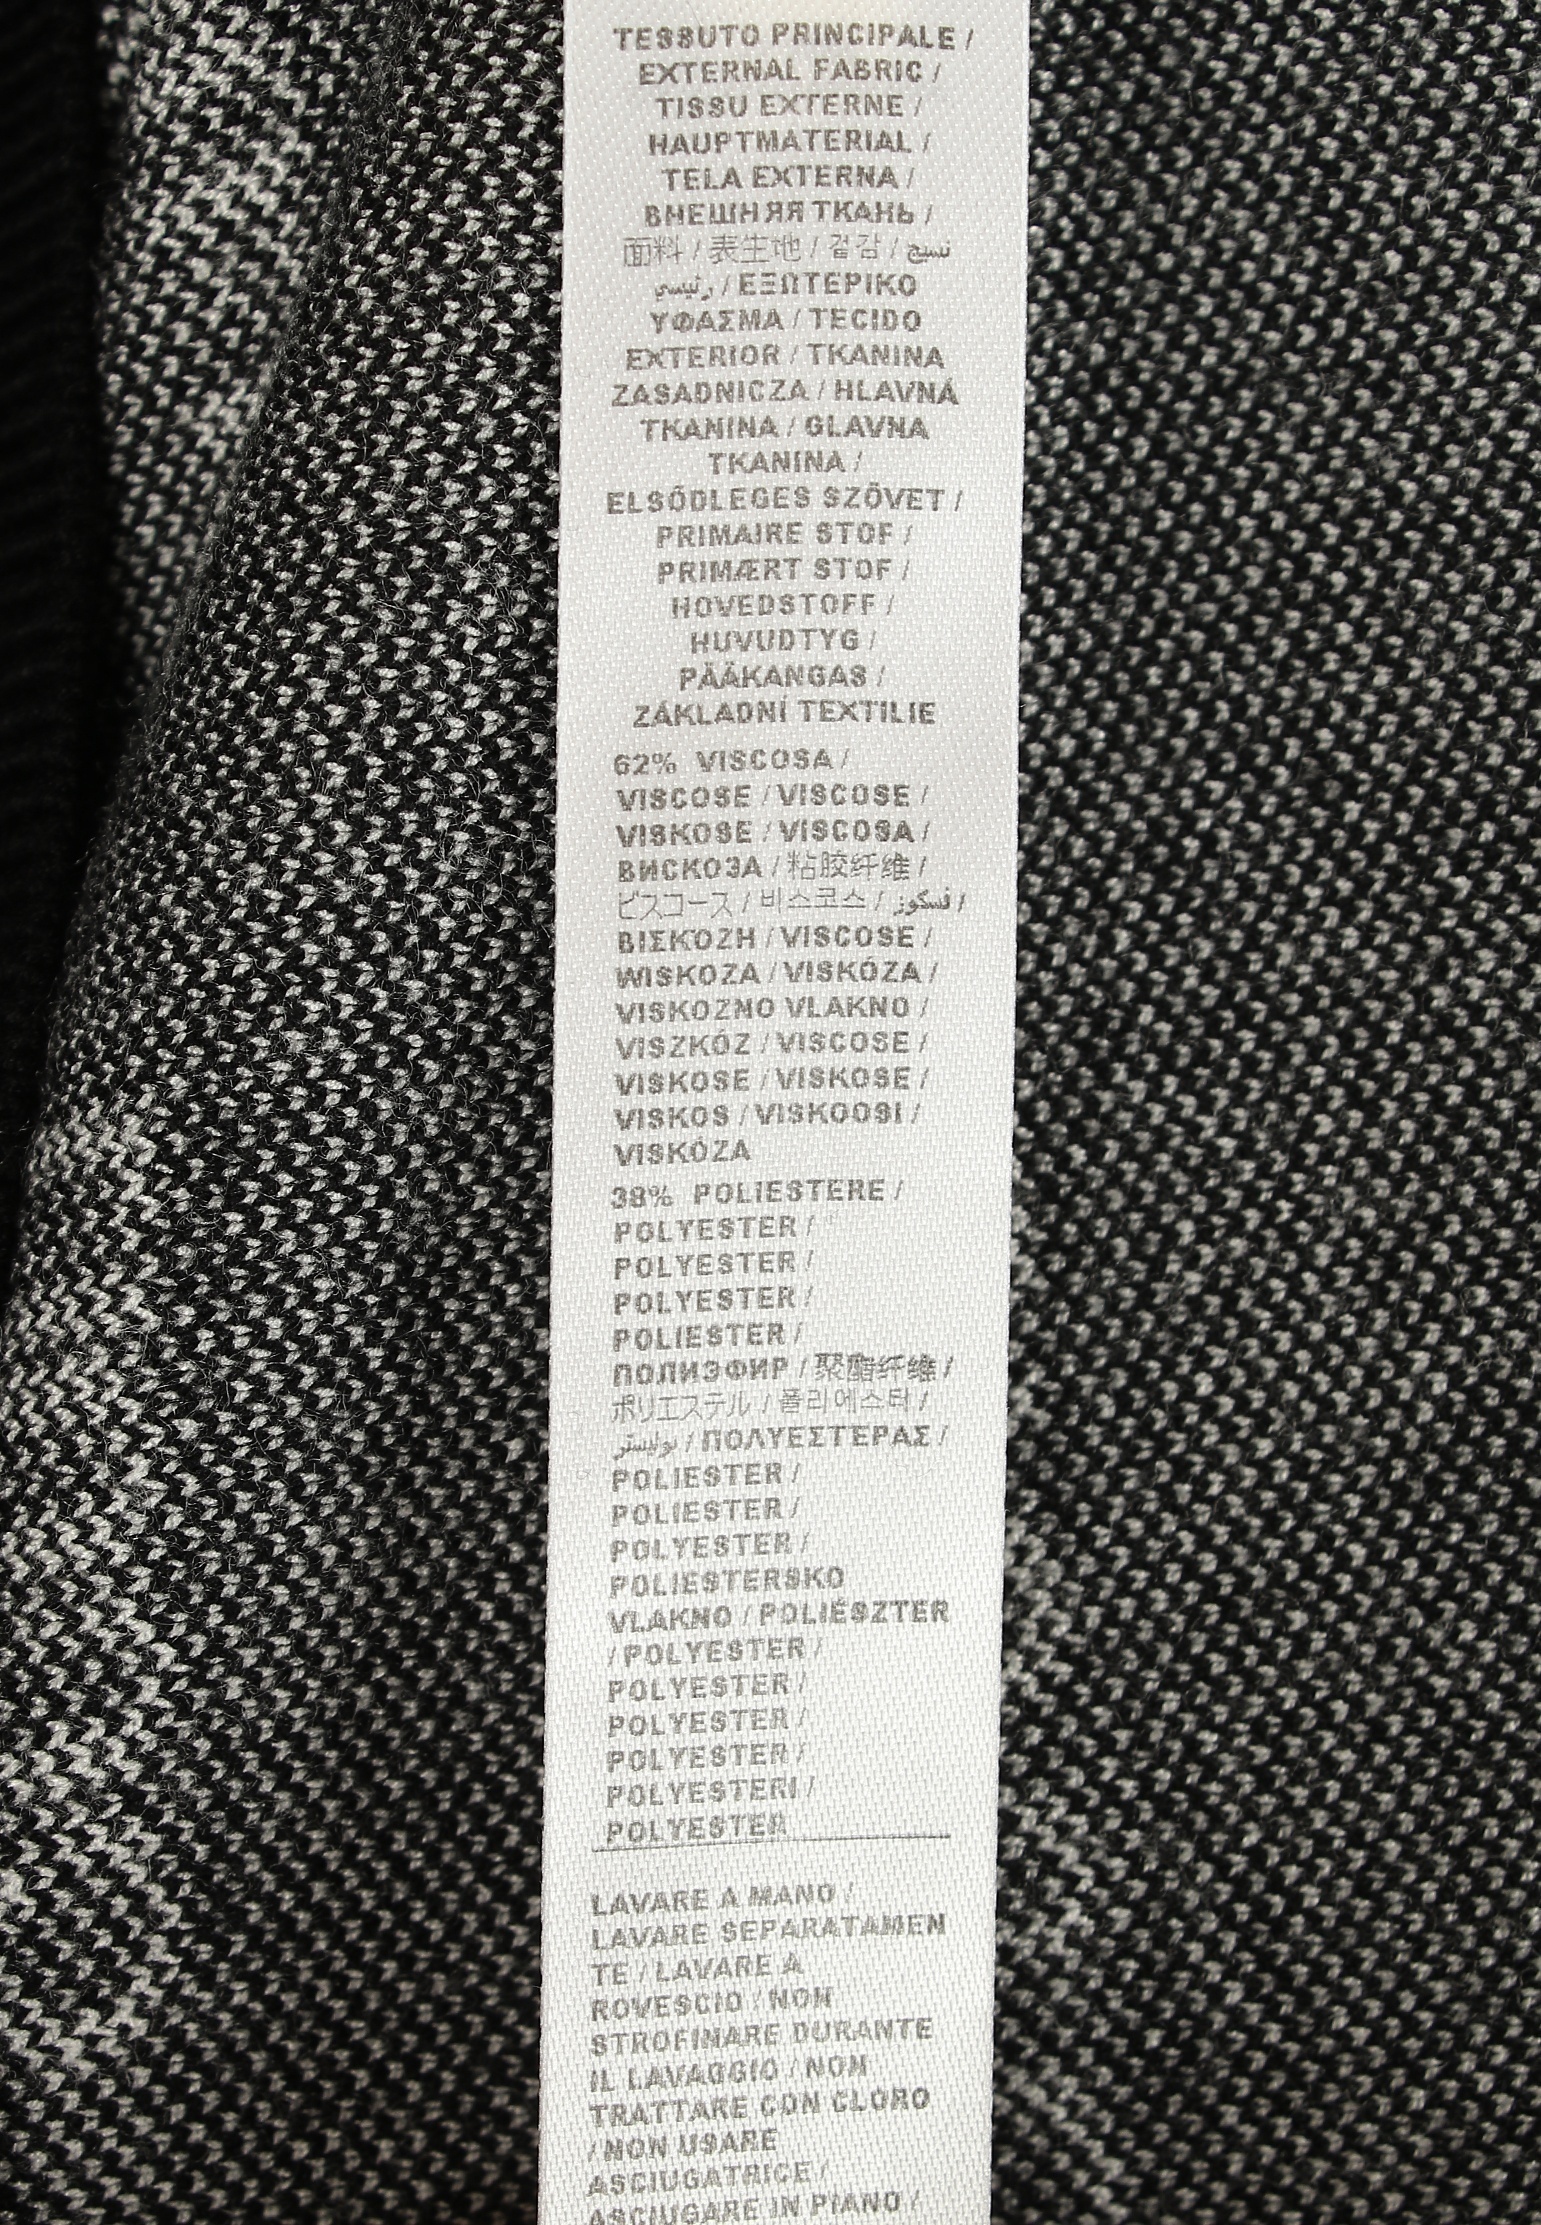 TESSUTO PRINCIPALE /
EXTERNAL FABRIC /
TISSU EXTERNE /
HAUPTMATERIAL /
TELA EXTERNA /
ВНЕШНЯЯ ТКАНЬ /
面料 / 表生地 / 겉감 / نسيج
رئيسي / ΕΞΩΤΕΡΙΚΟ
ΥΦΑΣΜΑ / TECIDO
EXTERIOR / TKANINA
ZASADNICZA / HLAVNÁ
TKANINA / GLAVNA
TKANINA /
ELSŐDLEGES SZÖVET /
PRIMAIRE STOF /
PRIMÆRT STOF /
HOVEDSTOFF /
HUVUDTYG /
PÄÄKANGAS /
ZÁKLADNÍ TEXTILIE
62% VISCOSA /
VISCOSE / VISCOSE /
VISKOSE / VISCOSA /
ВИСКОЗА / 粘胶纤维 /
ビスコース / 비스코스 / فسكوز /
ΒΙΣΚΟΖΗ / VISCOSE /
WISKOZA / VISKÓZA /
VISKOZNO VLAKNO /
VISZKÓZ / VISCOSE /
VISKOSE / VISKOSE /
VISKOS / VISKOOSI /
VISKÓZA
38% POLIESTERE /
POLYESTER /
POLYESTER /
POLYESTER /
POLIESTER /
ПОЛИЭФИР / 聚酯纤维 /
ポリエステル / 폴리에스터 /
بوليستر / ΠΟΛΥΕΣΤΕΡΑΣ /
POLIESTER /
POLIESTER /
POLYESTER /
POLIESTERSKO
VLAKNO / POLIÉSZTER
/ POLYESTER /
POLYESTER /
POLYESTER /
POLYESTER /
POLYESTERI /
POLYESTER
LAVARE A MANO /
LAVARE SEPARATAMEN
TE / LAVARE A
ROVESCIO / NON
STROFINARE DURANTE
IL LAVAGGIO / NON
TRATTARE CON CLORO
/ NON USARE
ASCIUGATRICE /
ASCIUGARE IN PIANO /